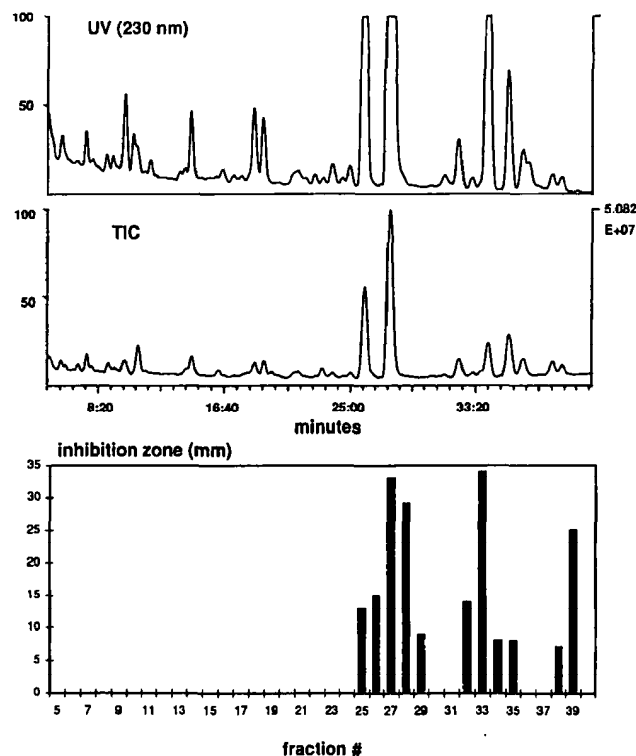 100
UV (230 nm)
50
0
100
5.082
E+07
TIC
50
0
8:20 16:40 25:00 33:20
minutes
inhibition zone (mm)
35
30
25
20
15
10
5
0
5 7 9 11 13 15 17 19 21 23 25 27 29 31 33 35 37 39
fraction #